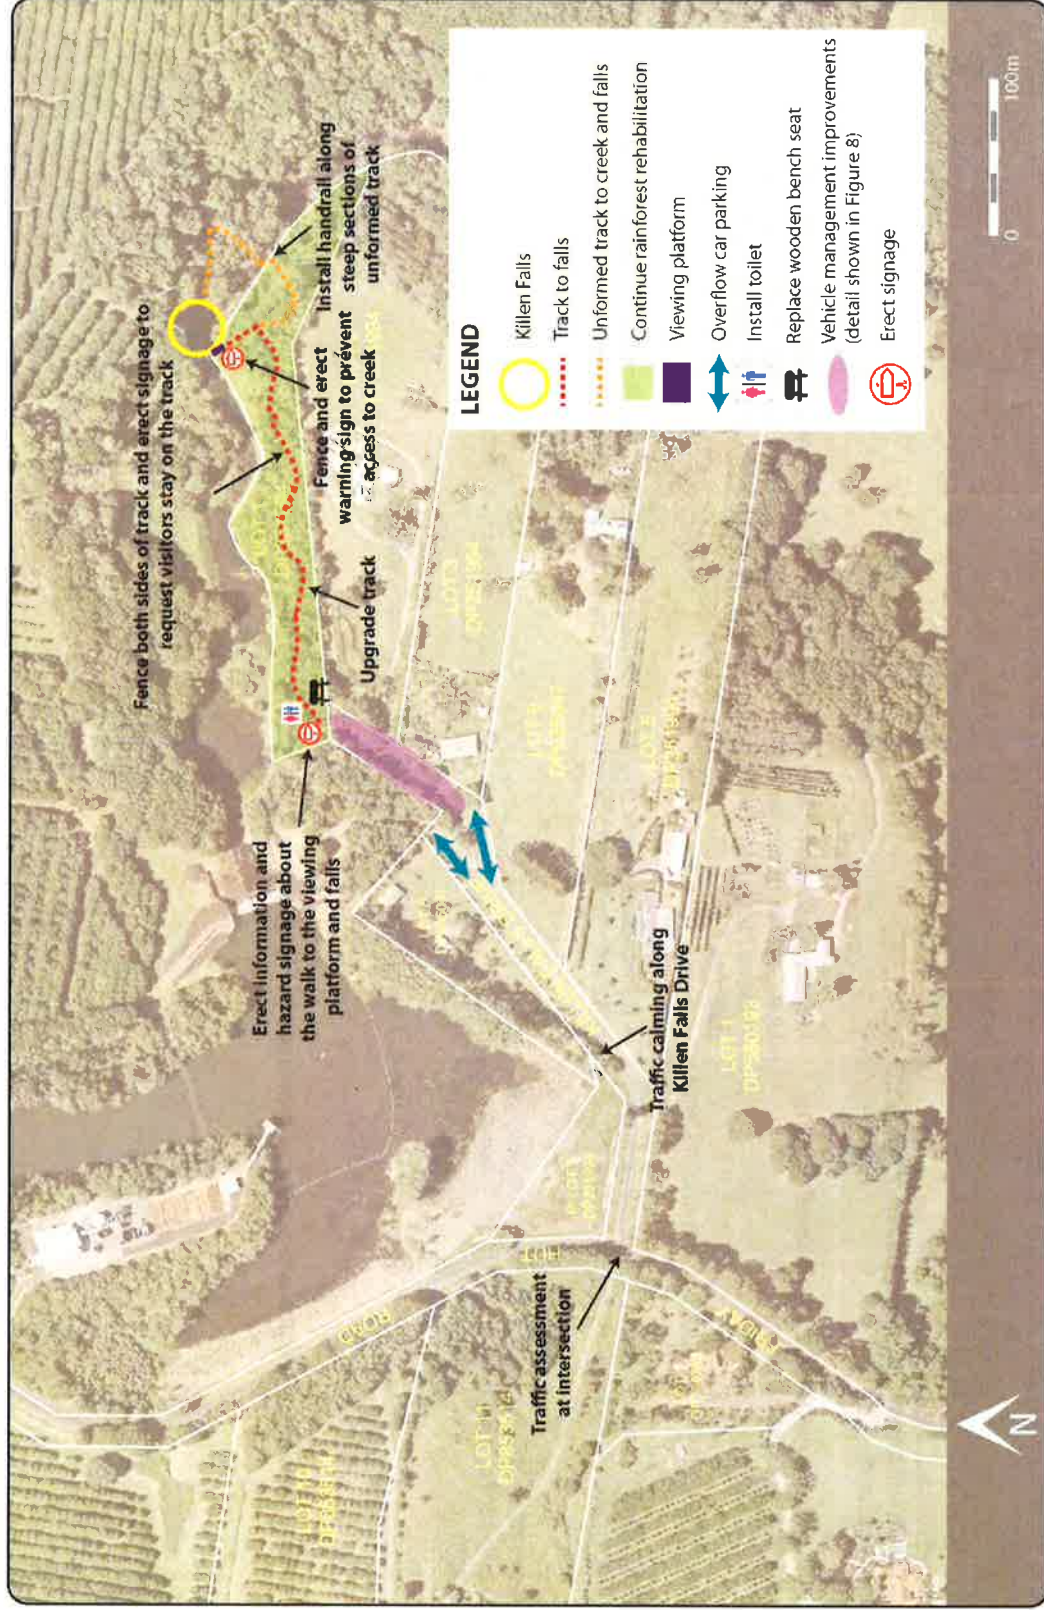 Fence both sides of track and erect signage to
request visitors stay on the track
Install handrail along
steep sections of
unformed track
Fence and erect
warning sign to prevent
access to creek
Upgrade track
Erect information and
hazard signage about
the walk to the viewing
platform and falls
Traffic calming along
Killen Falls Drive
Traffic assessment
at intersection
ROAD
FRIDAY
HUT
LEGEND
Killen Falls
Track to falls
Unformed track to creek and falls
Continue rainforest rehabilitation
Viewing platform
Overflow car parking
Install toilet
Replace wooden bench seat
Vehicle management improvements
(detail shown in Figure 8)
Erect signage
0
100m
N